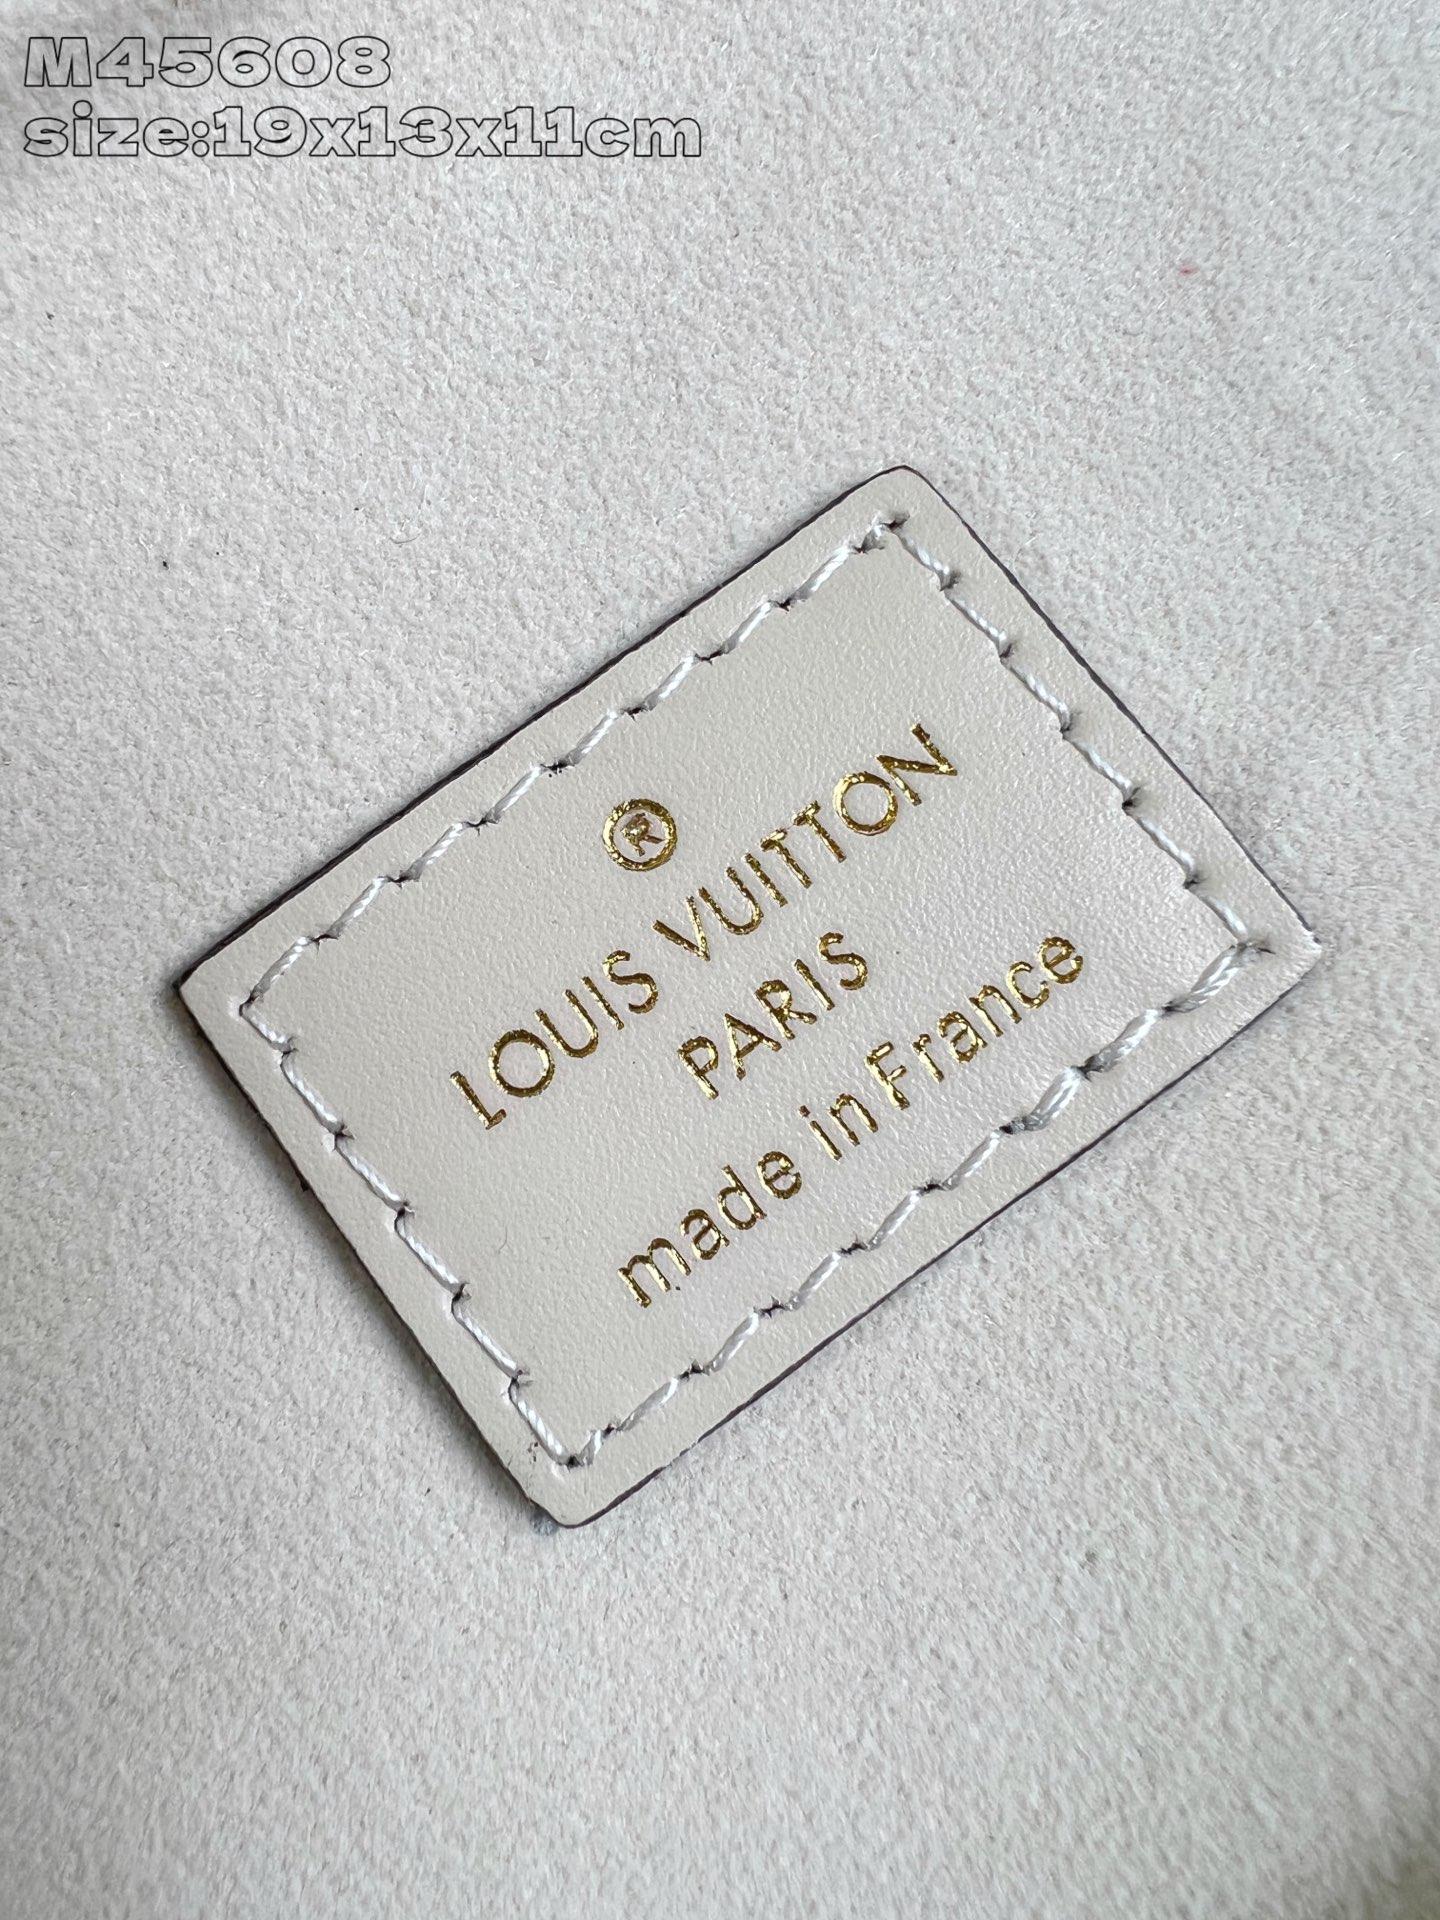 M45608
size:19x13x11cm
®
LOUIS VUITTON
PARIS
made in France